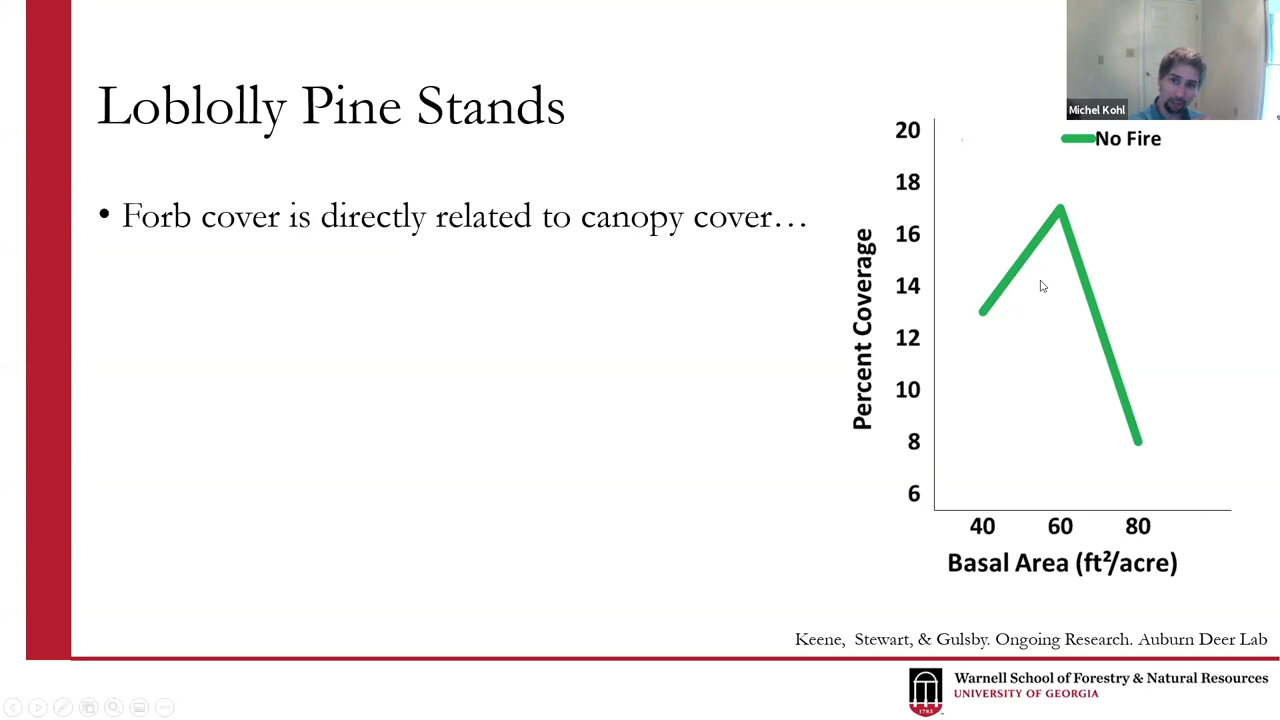 Loblolly Pine Stands
• Forb cover is directly related to canopy cover…
Michel Kohl
No Fire
20
18
16
14
12
10
8
6
Percent Coverage
40 60 80
Basal Area (ft²/acre)
Keene, Stewart, & Gulsby. Ongoing Research. Auburn Deer Lab
1785
Warnell School of Forestry & Natural Resources
UNIVERSITY OF GEORGIA